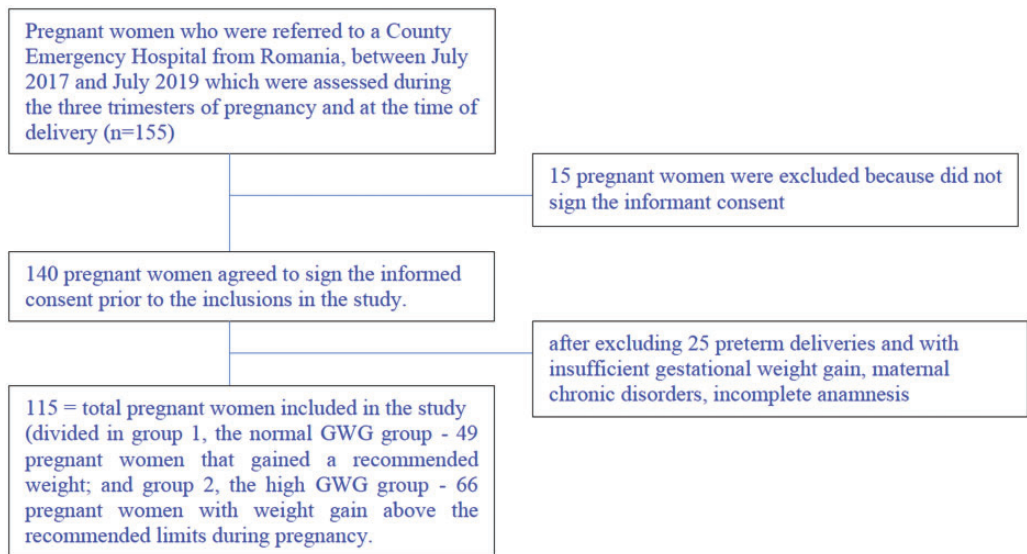 Pregnant women who were referred to a County
Emergency Hospital from Romania, between July
2017 and July 2019 which were assessed during
the three trimesters of pregnancy and at the time of
delivery (n=155)
15 pregnant women were excluded because did not
sign the informant consent
140 pregnant women agreed to sign the informed
consent prior to the inclusions in the study.
after excluding 25 preterm deliveries and with
insufficient gestational weight gain, maternal
chronic disorders, incomplete anamnesis
115 = total pregnant women included in the study
(divided in group 1, the normal GWG group - 49
pregnant women that gained a recommended
weight; and group 2, the high GWG group - 66
pregnant women with weight gain above the
recommended limits during pregnancy.